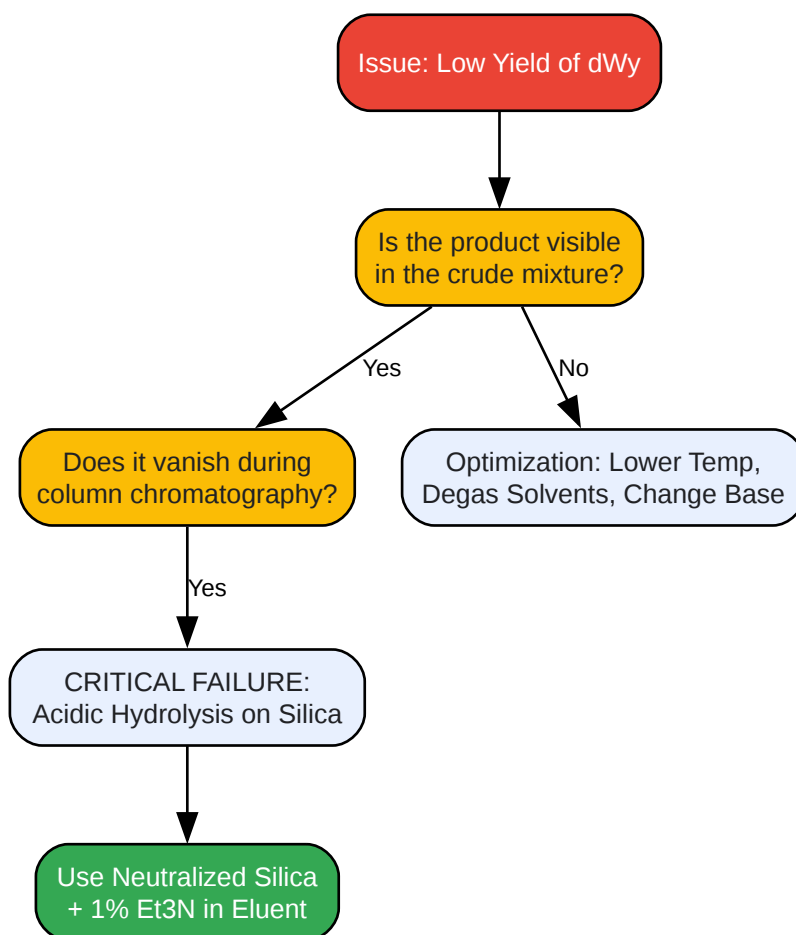 Issue: Low Yield of dWy
Is the product visible
in the crude mixture?
Yes
No
Does it vanish during
column chromatography?
Optimization: Lower Temp,
Degas Solvents, Change Base
Yes
CRITICAL FAILURE:
Acidic Hydrolysis on Silica
Use Neutralized Silica
+ 1% Et3N in Eluent